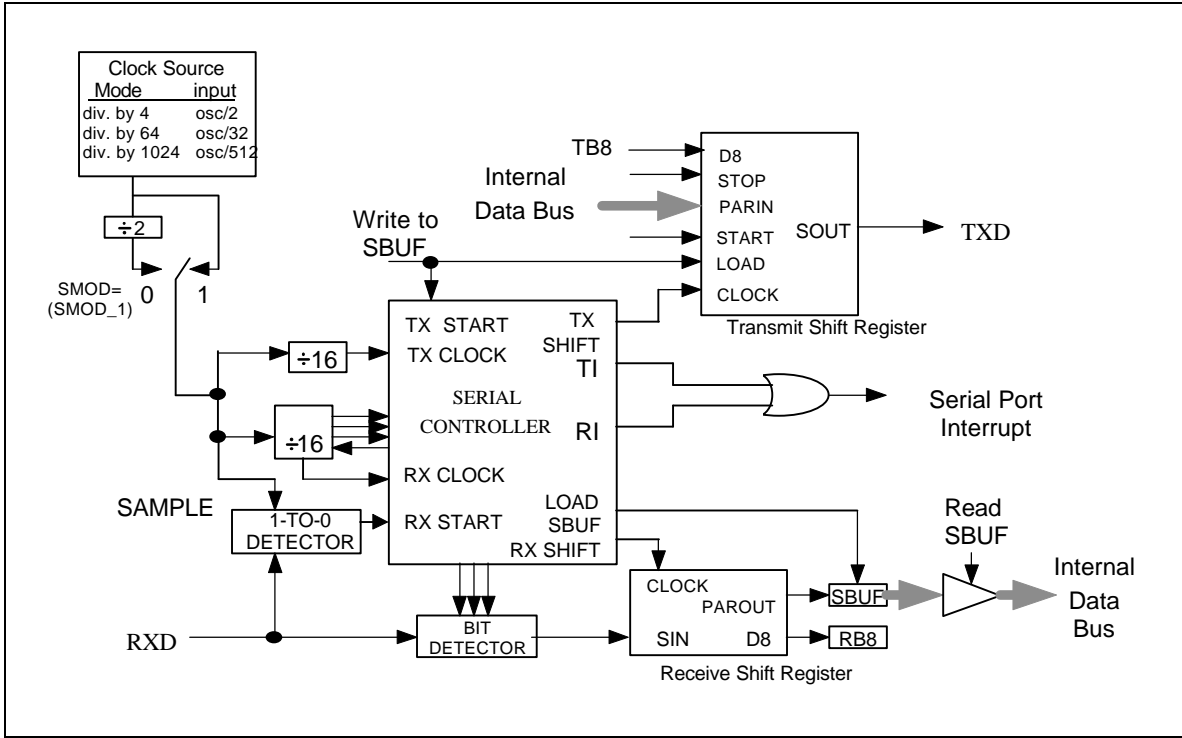 Clock Source
Mode input
div. by 4 osc/2
div. by 64 osc/32
div. by 1024 osc/512
÷2
SMOD=
(SMOD_1)
0 1
TB8
Internal
Data Bus
D8
STOP
PARIN
START
LOAD
CLOCK
SOUT
TXD
Transmit Shift Register
Write to
SBUF
TX START
TX CLOCK
SERIAL
CONTROLLER
RX CLOCK
RX START
TX
SHIFT
TI
RI
LOAD
SBUF
RX SHIFT
÷16
÷16
SAMPLE
1-TO-0
DETECTOR
Serial Port
Interrupt
RXD
BIT
DETECTOR
CLOCK
PAROUT
SIN D8
Receive Shift Register
SBUF
RB8
Read
SBUF
Internal
Data
Bus